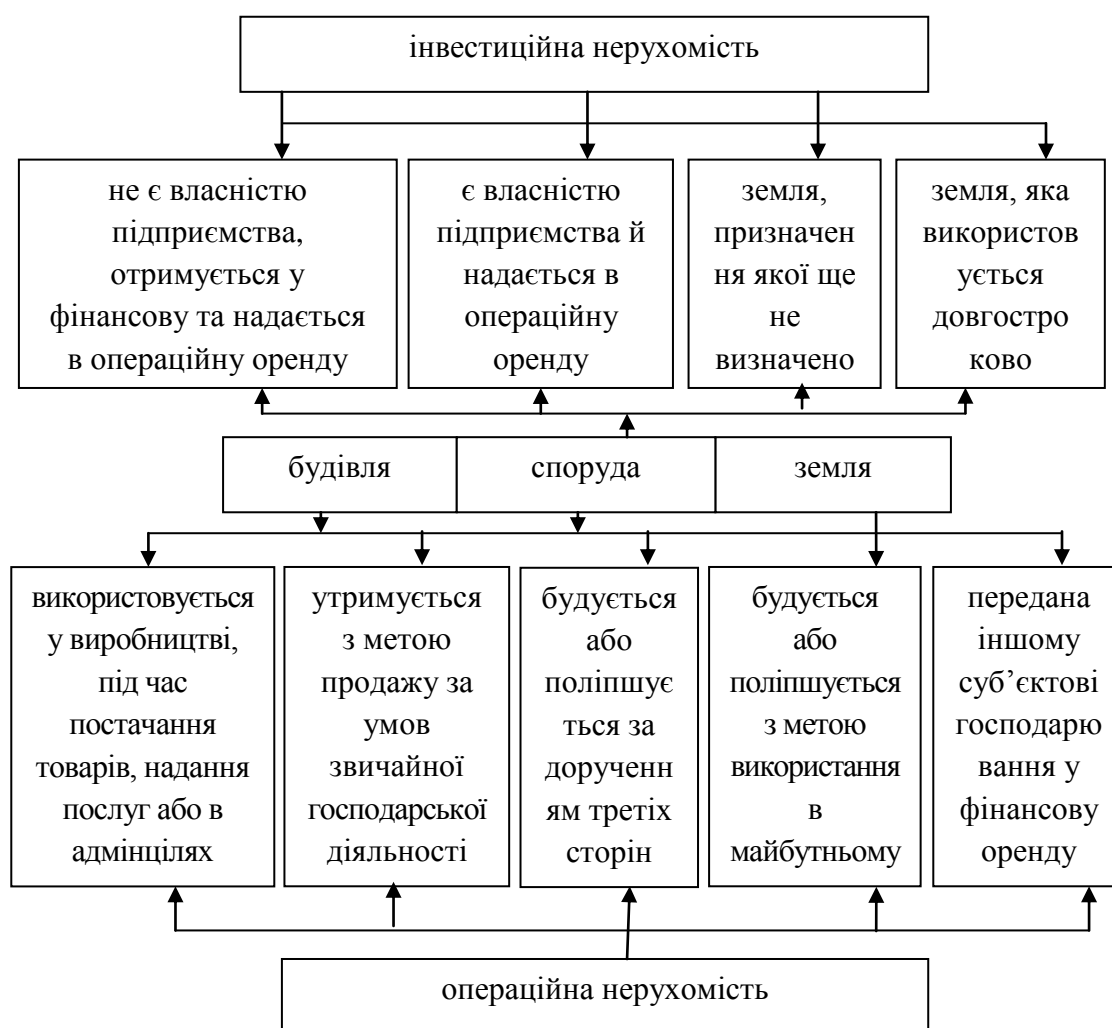 інвестиційна нерухомість
не є власністю
підприємства,
отримується у
фінансову та надається
в операційну оренду
є власністю
підприємства й
надається в
операційну
оренду
земля,
призначен
ня якої ще
не
визначено
земля, яка
використов
ується
довгостро
ково
будівля
споруда
земля
використовується
у виробництві,
під час
постачання
товарів, надання
послуг або в
адмінцілях
утримується
з метою
продажу за
умов
звичайної
господарської
діяльності
будується
або
поліпшує
ться за
дорученн
ям третіх
сторін
будується
або
поліпшується
з метою
використання
в
майбутньому
передана
іншому
суб’єктові
господарю
вання у
фінансову
оренду
операційна нерухомість